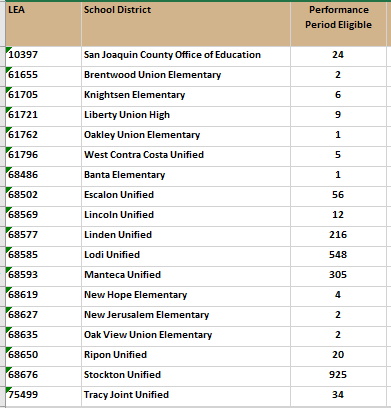 LEA School District Performance
Period Eligible
10397 San Joaquin County Office of Education 24
61655 Brentwood Union Elementary 2
61705 Knightsen Elementary 6
61721 Liberty Union High 9
61762 Oakley Union Elementary 1
61796 West Contra Costa Unified 5
68486 Banta Elementary 1
68502 Escalon Unified 56
68569 Lincoln Unified 12
68577 Linden Unified 216
68585 Lodi Unified 548
68593 Manteca Unified 305
68619 New Hope Elementary 4
68627 New Jerusalem Elementary 2
68635 Oak View Union Elementary 2
68650 Ripon Unified 20
68676 Stockton Unified 925
75499 Tracy Joint Unified 34